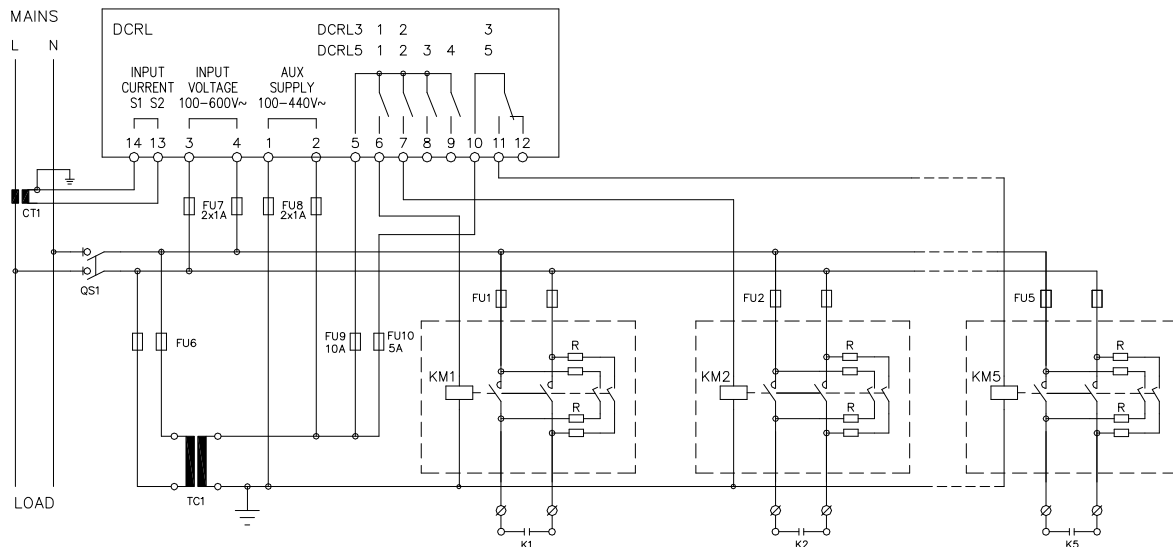 MAINS
L N
DCRL
DCRL3 1 2 3
DCRL5 1 2 3 4 5
INPUT CURRENT
S1 S2
INPUT VOLTAGE
100-600V~
AUX SUPPLY
100-440V~
14 13 3 4 1 2 5 6 7 8 9 10 11 12
CT1
FU7
2x1A
FU8
2x1A
QS1
FU6
FU9
10A
FU10
5A
FU1
FU2
FU5
KM1
R
R
KM2
R
R
KM5
R
R
LOAD
TC1
K1
K2
K5